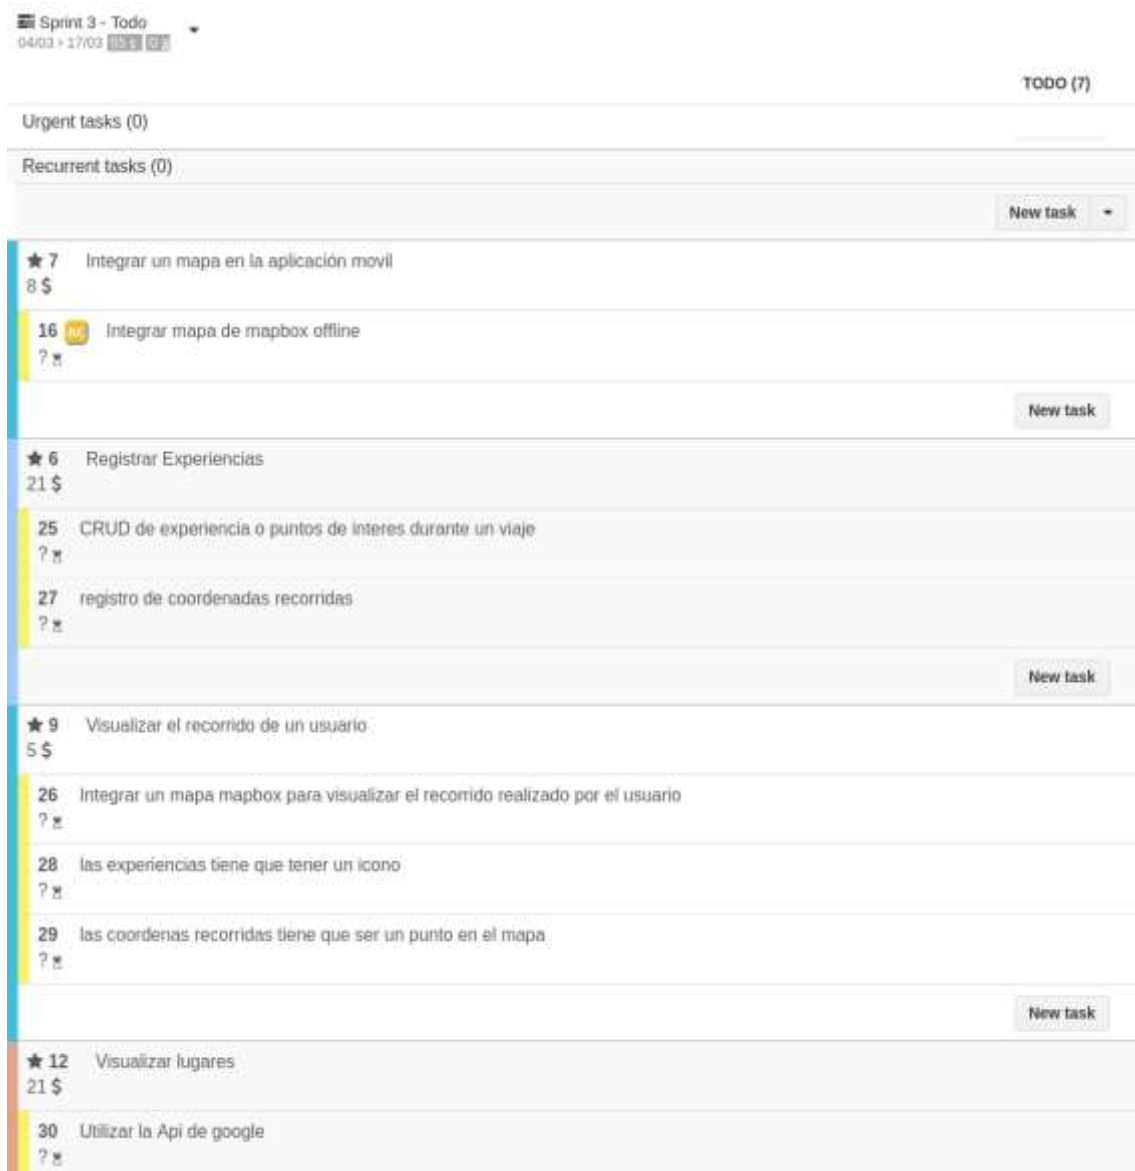 Sprint 3 - Todo
04/03 › 17/03
TODO (7)
Urgent tasks (0)
Recurrent tasks (0)
New task
7 Integrar un mapa en la aplicación movil
8 $
16 Integrar mapa de mapbox offline
?
New task
6 Registrar Experiencias
21 $
25 CRUD de experiencia o puntos de interes durante un viaje
?
27 registro de coordenadas recorridas
?
New task
9 Visualizar el recorrido de un usuario
5 $
26 Integrar un mapa mapbox para visualizar el recorrido realizado por el usuario
?
28 las experiencias tiene que tener un icono
?
29 las coordenas recorridas tiene que ser un punto en el mapa
?
New task
12 Visualizar lugares
21 $
30 Utilizar la Api de google
?